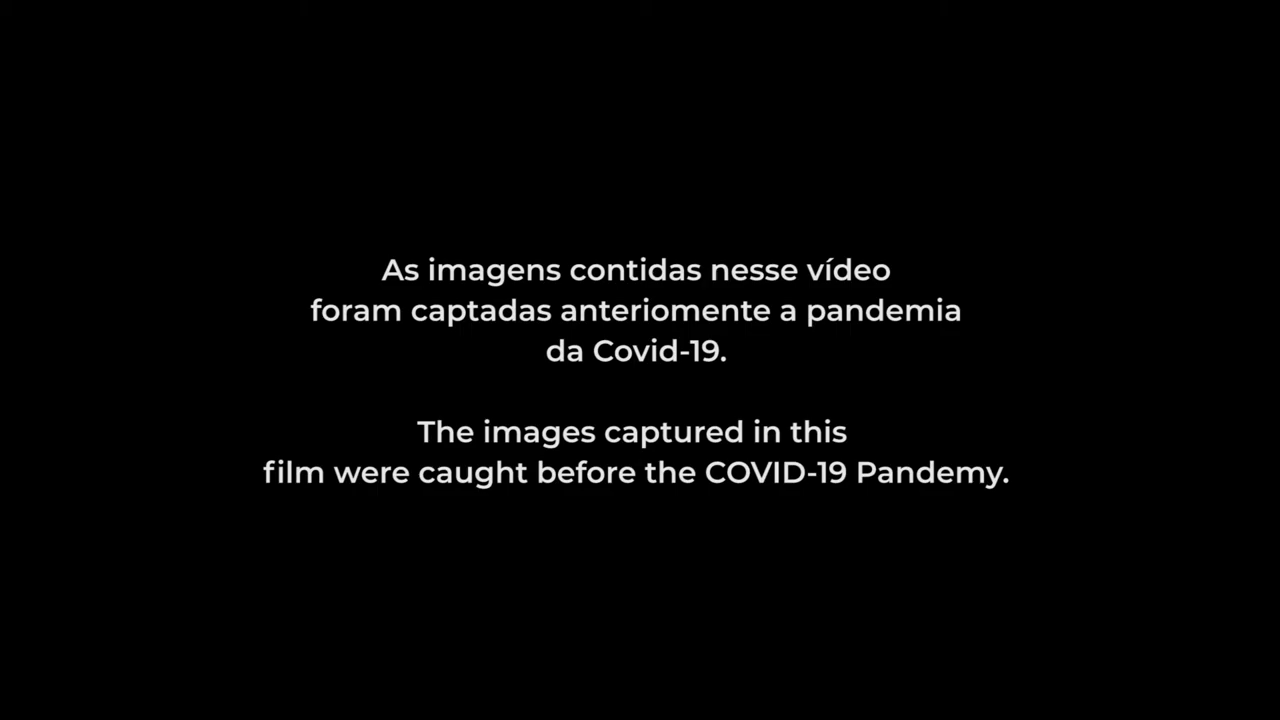 As imagens contidas nesse vídeo
foram captadas anteriomente a pandemia
da Covid-19.
The images captured in this
film were caught before the COVID-19 Pandemy.